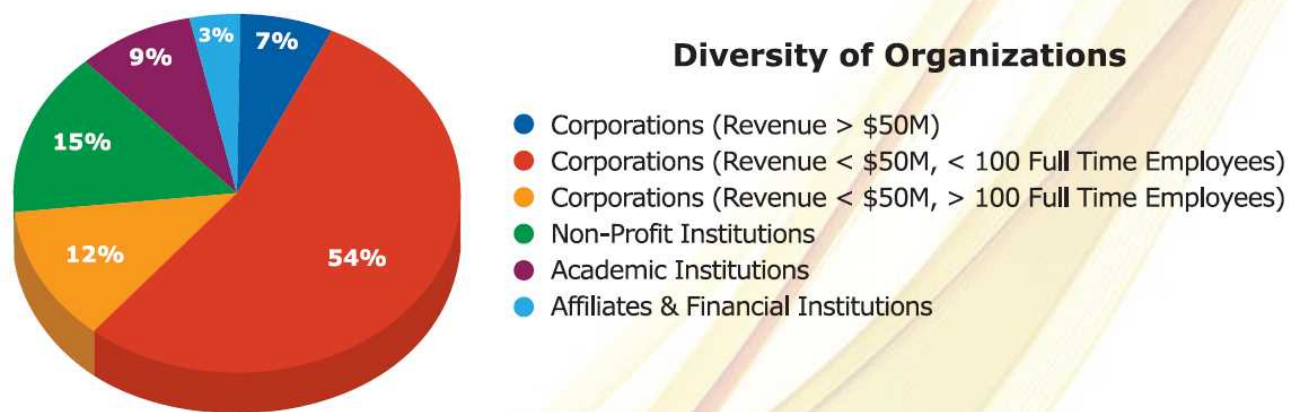 3%
7%
9%
15%
12%
54%
Diversity of Organizations
Corporations (Revenue > $50M)
Corporations (Revenue < $50M, < 100 Full Time Employees)
Corporations (Revenue < $50M, > 100 Full Time Employees)
Non-Profit Institutions
Academic Institutions
Affiliates & Financial Institutions